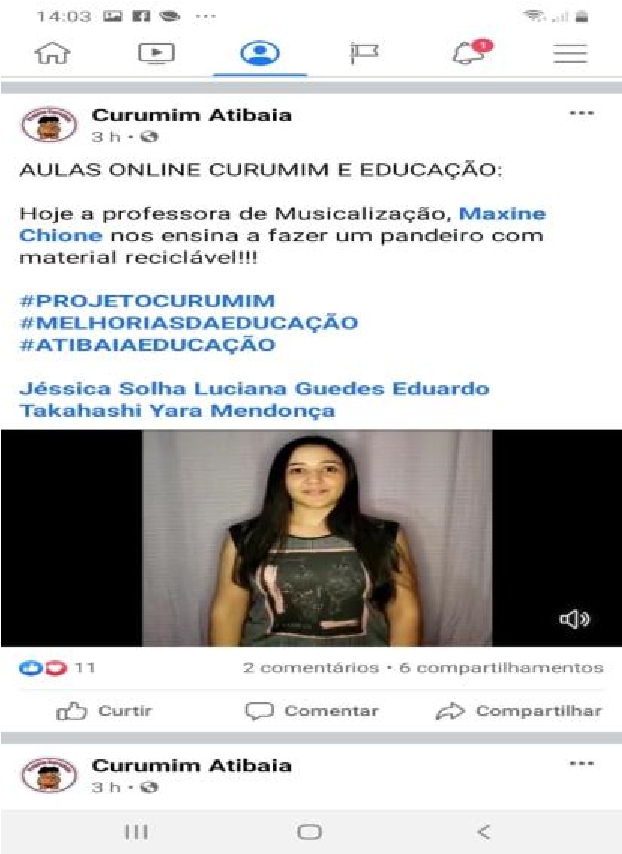 14:03
1
Curumim Atibaia
3 h
AULAS ONLINE CURUMIM E EDUCAÇÃO:
Hoje a professora de Musicalização, Maxine
Chione nos ensina a fazer um pandeiro com
material reciclável!!!
#PROJETOCURUMIM
#MELHORIASDAEDUCAÇÃO
#ATIBAIAEDUCAÇÃO
Jéssica Solha Luciana Guedes Eduardo
Takahashi Yara Mendonça
11
2 comentários • 6 compartilhamentos
Curtir Comentar Compartilhar
Curumim Atibaia
3 h